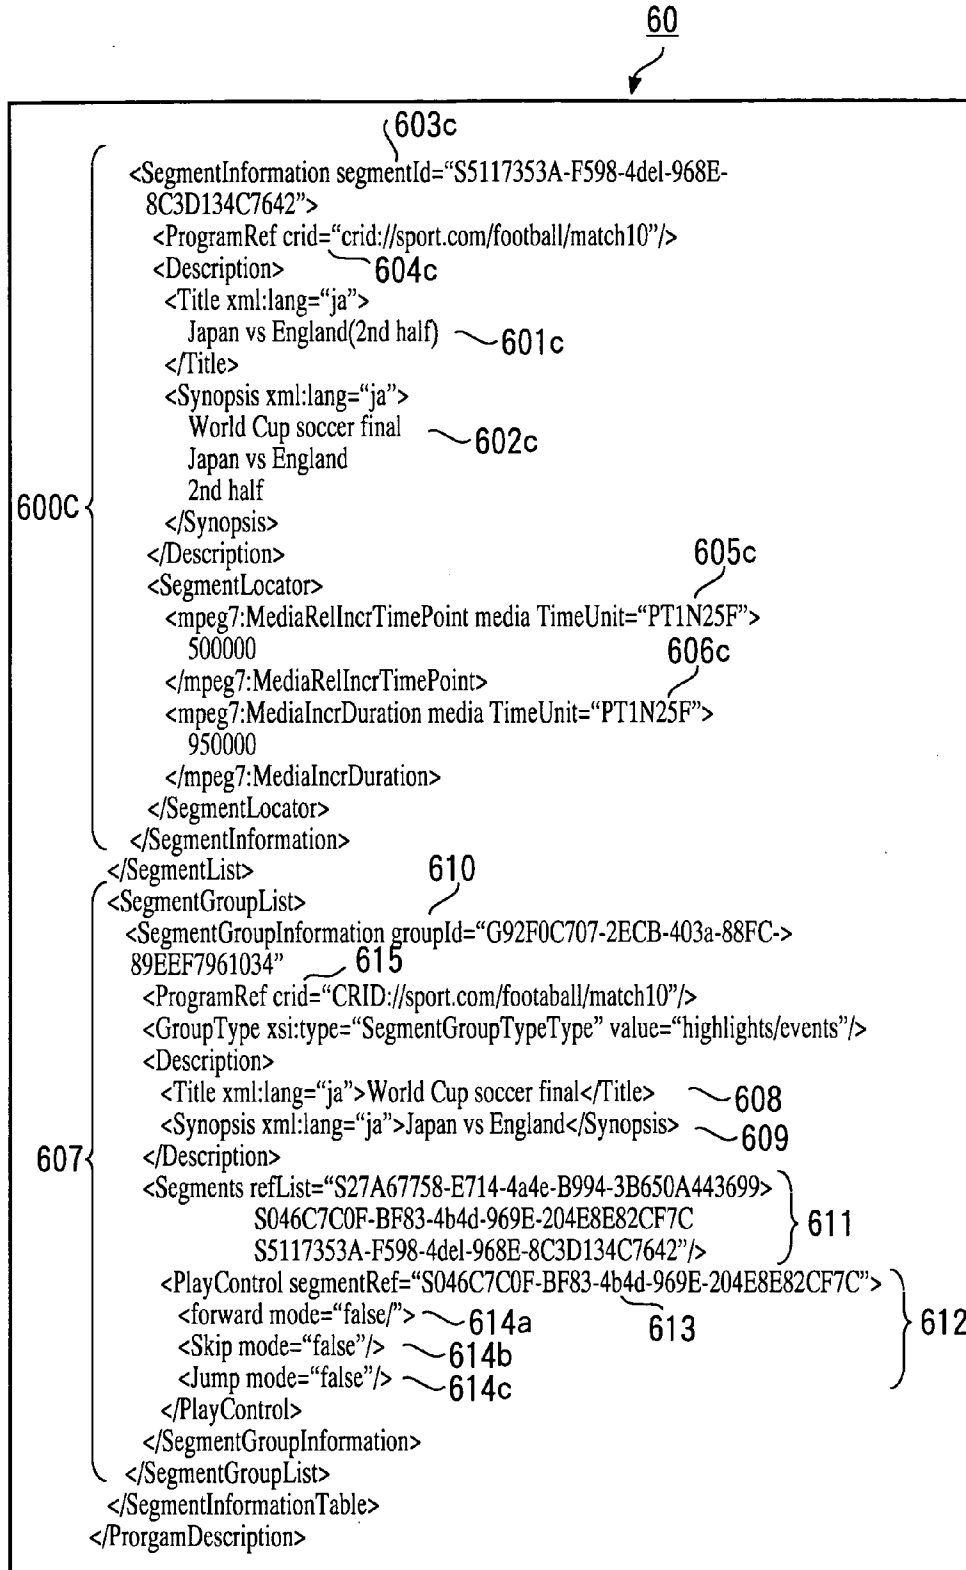 60
603c
<SegmentInformation segmentId=“S5117353A-F598-4del-968E-
8C3D134C7642”>
<ProgramRef crid=“crid://sport.com/football/match10”/>
<Description> 604c
<Title xml:lang=“ja”>
Japan vs England(2nd half) 601c
</Title>
<Synopsis xml:lang=“ja”>
World Cup soccer final 602c
Japan vs England
600C 2nd half
</Synopsis>
</Description> 605c
<SegmentLocator>
<mpeg7:MediaRelIncrTimePoint media TimeUnit=“PT1N25F”>
500000 606c
</mpeg7:MediaRelIncrTimePoint>
<mpeg7:MediaIncrDuration media TimeUnit=“PT1N25F”>
950000
</mpeg7:MediaIncrDuration>
</SegmentLocator>
</SegmentInformation>
</SegmentList> 610
<SegmentGroupList>
<SegmentGroupInformation groupId=“G92F0C707-2ECB-403a-88FC->
89EEF7961034” 615
<ProgramRef crid=“CRID://sport.com/footaball/match10”/>
<GroupType xsi:type=“SegmentGroupTypeType” value=“highlights/events”/>
<Description>
<Title xml:lang=“ja”>World Cup soccer final</Title> 608
<Synopsis xml:lang=“ja”>Japan vs England</Synopsis> 609
607 </Description>
<Segments refList=“S27A67758-E714-4a4e-B994-3B650A443699>
S046C7C0F-BF83-4b4d-969E-204E8E82CF7C 611
S5117353A-F598-4del-968E-8C3D134C7642”/>
<PlayControl segmentRef=“S046C7C0F-BF83-4b4d-969E-204E8E82CF7C”>
<forward mode=“false/”> 614a 613 612
<Skip mode=“false”/> 614b
<Jump mode=“false”/> 614c
</PlayControl>
</SegmentGroupInformation>
</SegmentGroupList>
</SegmentInformationTable>
</ProrgamDescription>